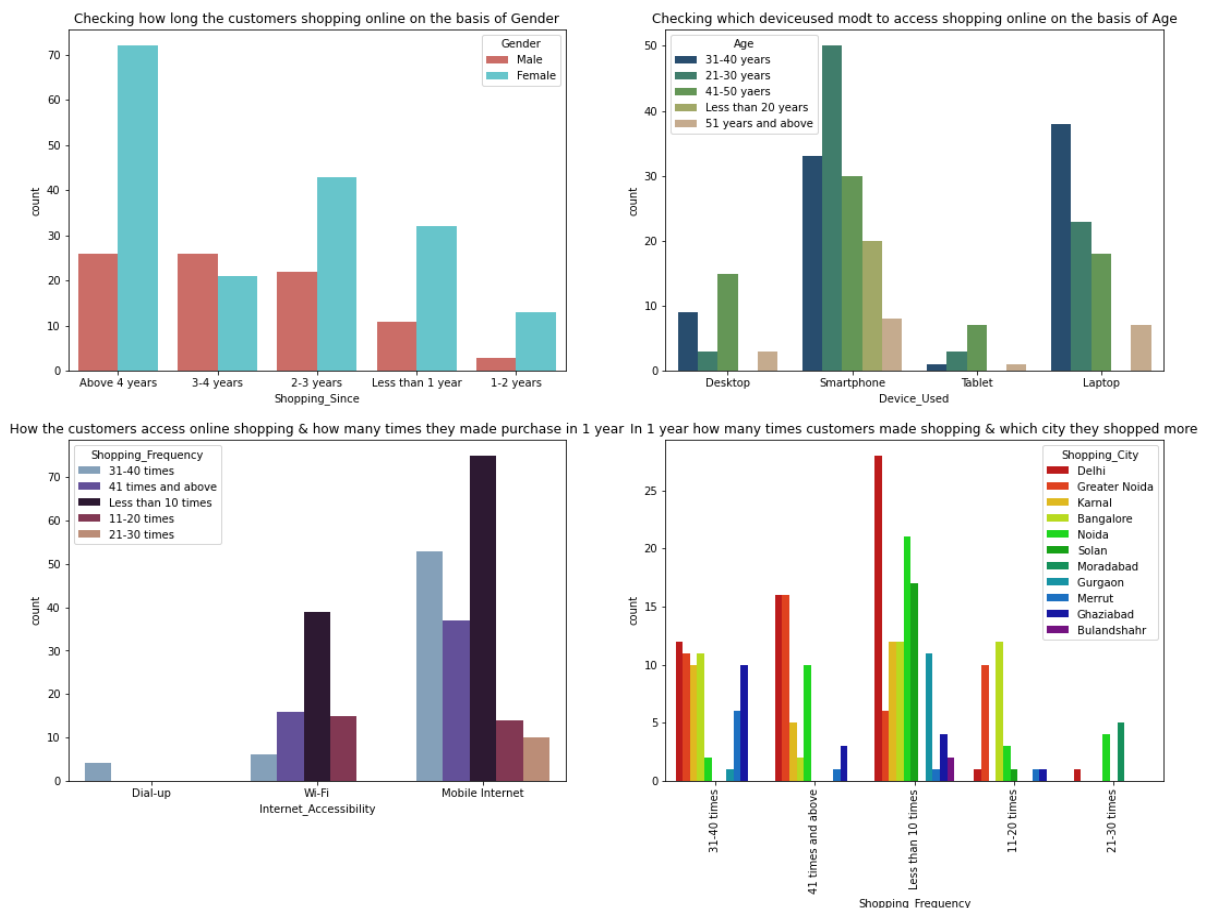 Checking how long the customers shopping online on the basis of Gender
70
60
50
40
30
20
10
0
count
Gender
Male
Female
Above 4 years
3-4 years
2-3 years
Less than 1 year
1-2 years
Shopping_Since
Checking which deviceused modt to access shopping online on the basis of Age
50
40
30
20
10
0
count
Age
31-40 years
21-30 years
41-50 yaers
Less than 20 years
51 years and above
Desktop
Smartphone
Tablet
Laptop
Device_Used
How the customers access online shopping & how many times they made purchase in 1 year
70
60
50
40
30
20
10
0
count
Shopping_Frequency
31-40 times
41 times and above
Less than 10 times
11-20 times
21-30 times
Dial-up
Wi-Fi
Mobile Internet
Internet_Accessibility
In 1 year how many times customers made shopping & which city they shopped more
25
20
15
10
5
0
count
Shopping_City
Delhi
Greater Noida
Karnal
Bangalore
Noida
Solan
Moradabad
Gurgaon
Merrut
Ghaziabad
Bulandshahr
31-40 times
41 times and above
Less than 10 times
11-20 times
21-30 times
Shopping_Frequency